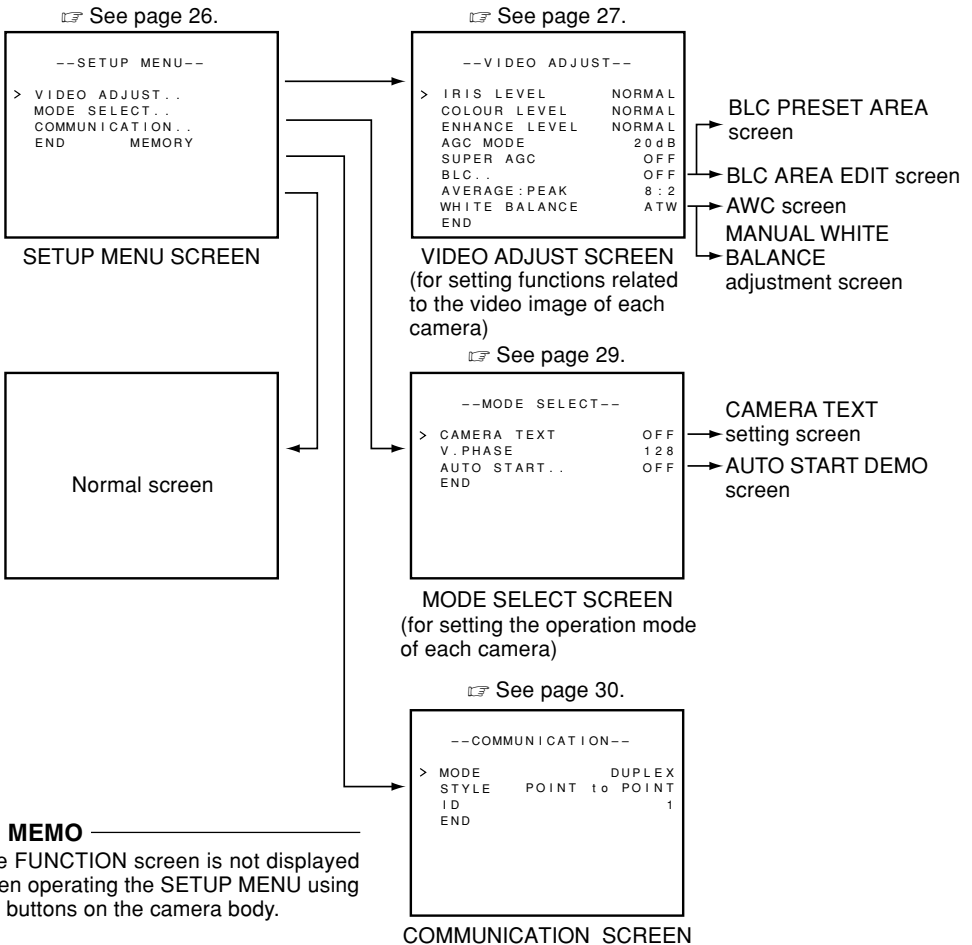 ☞ See page 26.
--SETUP MENU--
> VIDEO ADJUST..
MODE SELECT..
COMMUNICATION..
END MEMORY
SETUP MENU SCREEN
☞ See page 27.
--VIDEO ADJUST--
> IRIS LEVEL NORMAL
COLOUR LEVEL NORMAL
ENHANCE LEVEL NORMAL
AGC MODE 20dB
SUPER AGC OFF
BLC.. OFF
AVERAGE:PEAK 8:2
WHITE BALANCE ATW
END
VIDEO ADJUST SCREEN
(for setting functions related
to the video image of each
camera)
BLC PRESET AREA
screen
BLC AREA EDIT screen
AWC screen
MANUAL WHITE
BALANCE
adjustment screen
Normal screen
☞ See page 29.
--MODE SELECT--
> CAMERA TEXT OFF
V.PHASE 128
AUTO START.. OFF
END
MODE SELECT SCREEN
(for setting the operation mode
of each camera)
CAMERA TEXT
setting screen
AUTO START DEMO
screen
☞ See page 30.
--COMMUNICATION--
> MODE DUPLEX
STYLE POINT to POINT
ID 1
END
COMMUNICATION SCREEN
MEMO
e FUNCTION screen is not displayed
en operating the SETUP MENU using
buttons on the camera body.